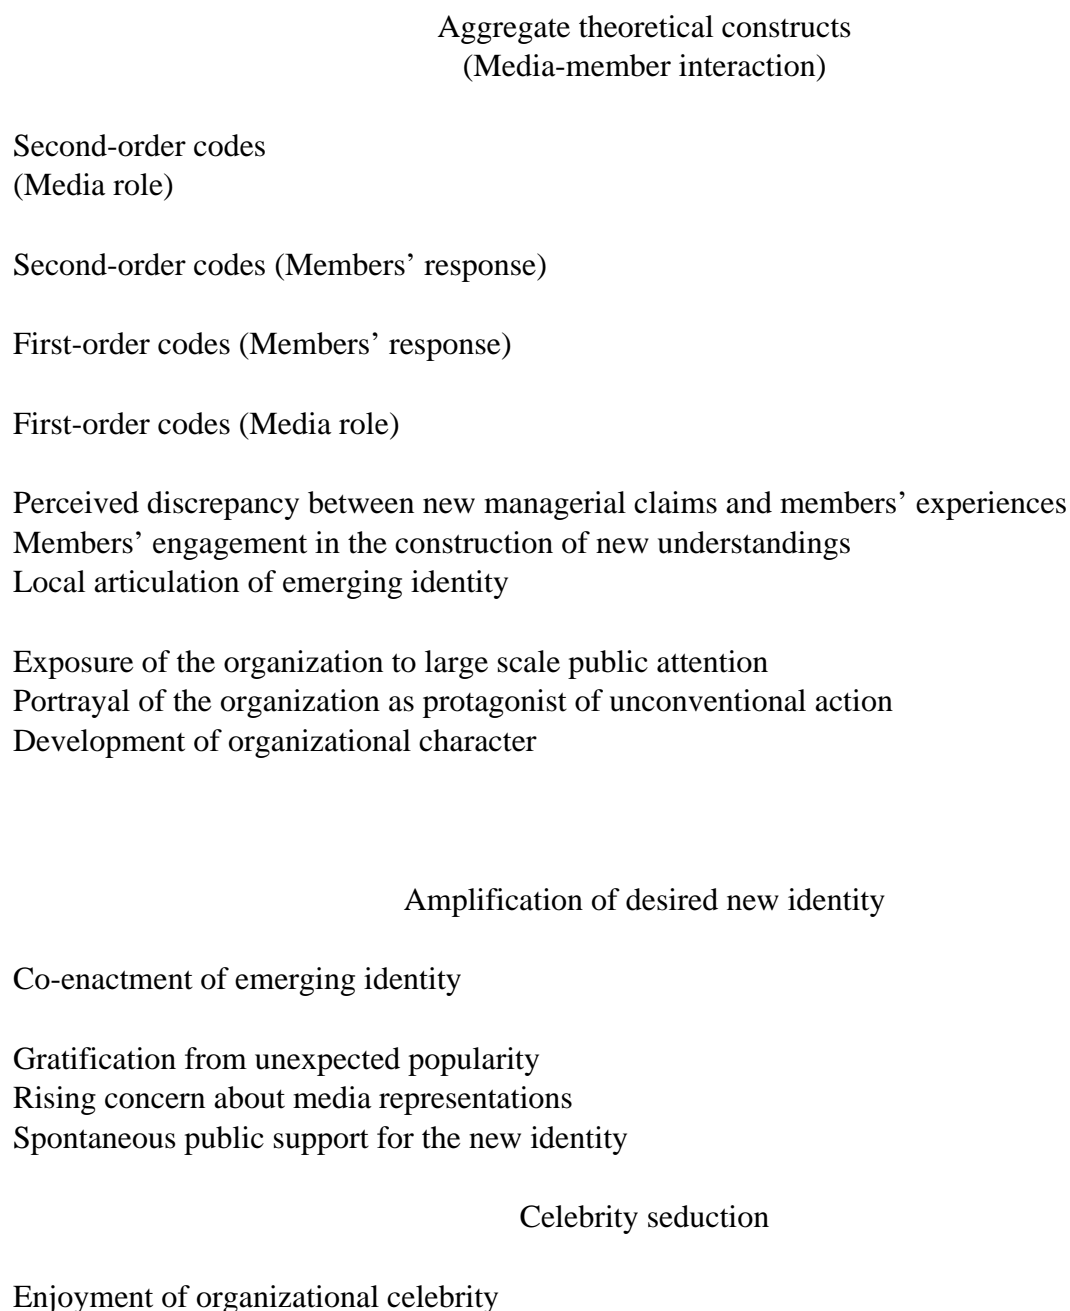 Aggregate theoretical constructs
(Media-member interaction)
Second-order codes
(Media role)
Second-order codes (Members’ response)
First-order codes (Members’ response)
First-order codes (Media role)
Perceived discrepancy between new managerial claims and members’ experiences
Members’ engagement in the construction of new understandings
Local articulation of emerging identity
Exposure of the organization to large scale public attention
Portrayal of the organization as protagonist of unconventional action
Development of organizational character
Amplification of desired new identity
Co-enactment of emerging identity
Gratification from unexpected popularity
Rising concern about media representations
Spontaneous public support for the new identity
Celebrity seduction
Enjoyment of organizational celebrity